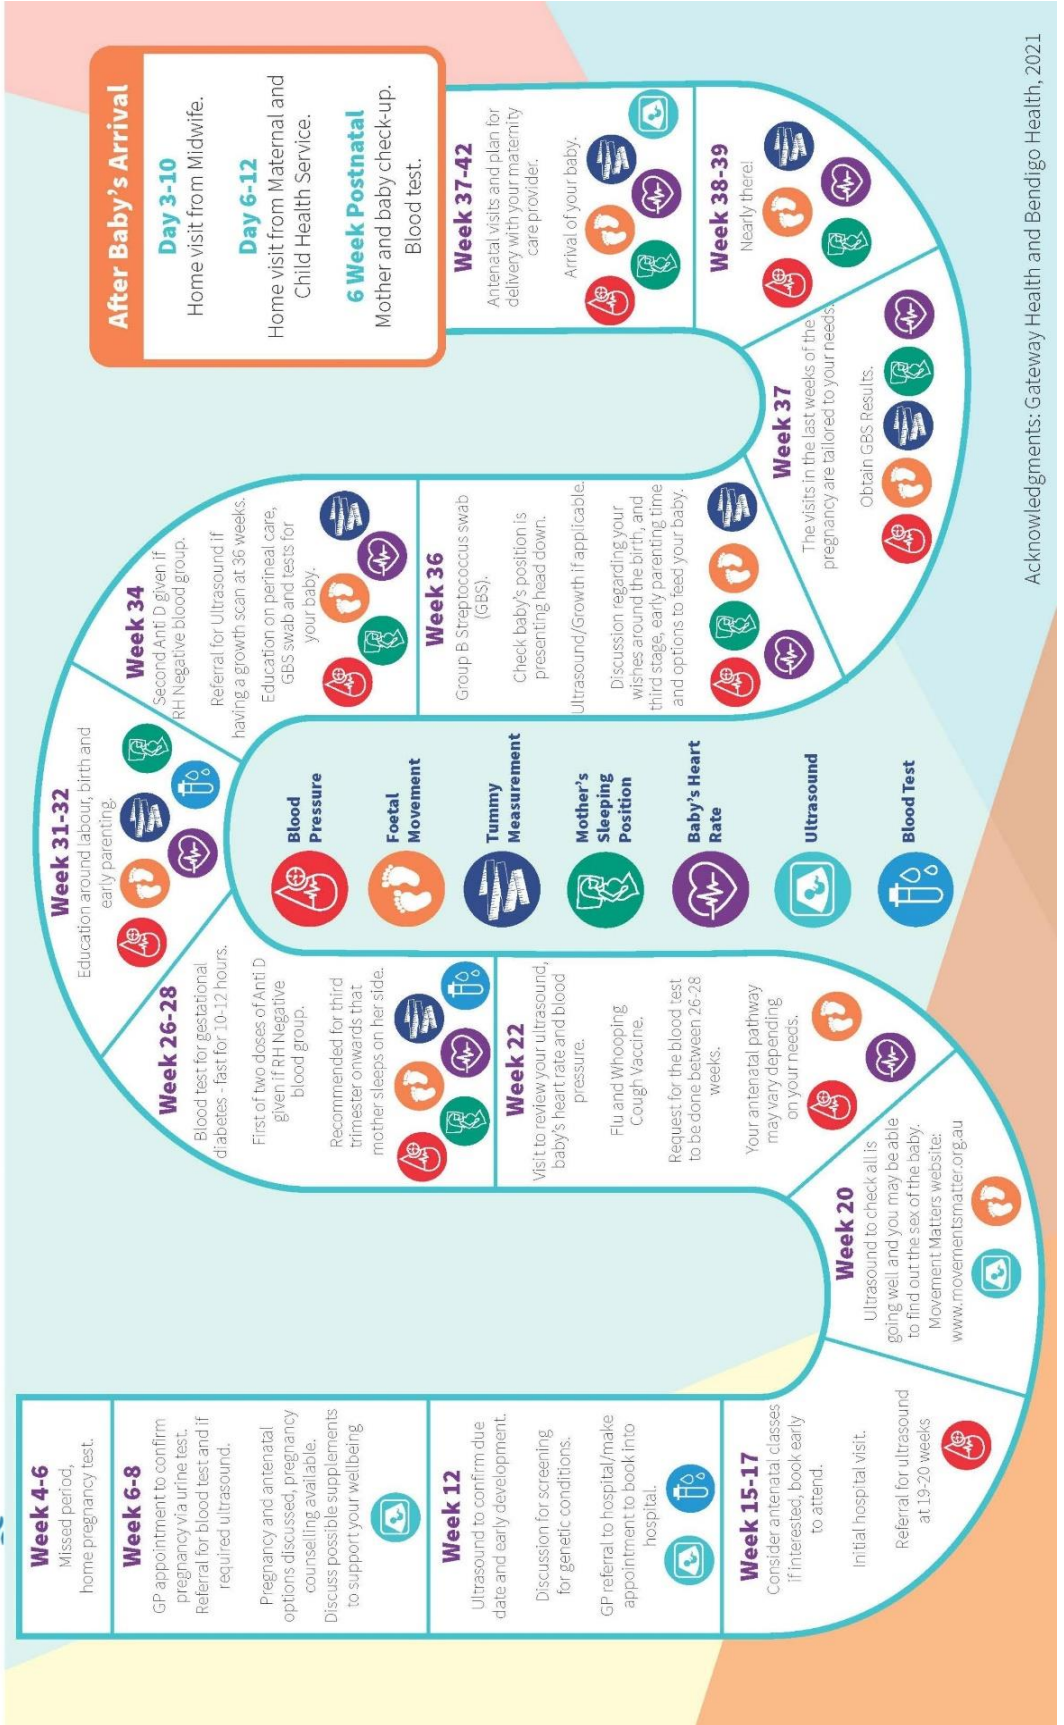 Week 4-6
Missed period,
home pregnancy test.
Week 6-8
GP appointment to confirm
pregnancy via urine test.
Referral for blood test and if
required ultrasound.
Pregnancy and antenatal
options discussed, pregnancy
counselling available.
Discuss possible supplements
to support your wellbeing
Week 12
Ultrasound to confirm due
date and early development.
Discussion for screening
for genetic conditions.
GP referral to hospital/make
appointment to book into
hospital.
Week 15-17
Consider antenatal classes
if interested, book early
to attend.
Initial hospital visit.
Referral for ultrasound
at 19-20 weeks
Week 20
Ultrasound to check all is
going well and you may be able
to find out the sex of the baby.
Movement Matters website:
www.movementsmatter.org.au
Week 22
Visit to review your ultrasound,
baby's heart rate and blood
pressure.
Flu and Whooping
Cough Vaccine.
Request for the blood test
to be done between 26-28
weeks.
Your antenatal pathway
may vary depending
on your needs.
Week 26-28
Blood test for gestational
diabetes - fast for 10-12 hours.
First of two doses of Anti D
given if RH Negative
blood group.
Recommended for third
trimester onwards that
mother sleeps on her side.
Week 31-32
Education around labour, birth and
early parenting.
Week 34
Second Anti D given if
RH Negative blood group.
Referral for Ultrasound if
having a growth scan at 36 weeks.
Education on perineal care,
GBS swab and tests for
your baby.
Week 36
Group B Streptococcus swab
(GBS).
Check baby's position is
presenting head down.
Ultrasound/Growth if applicable.
Discussion regarding your
wishes around the birth, and
third stage, early parenting time
and options to feed your baby.
Week 37
The visits in the last weeks of the
pregnancy are tailored to your needs.
Obtain GBS Results.
Week 38-39
Nearly there!
Week 37-42
Antenatal visits and plan for
delivery with your maternity
care provider.
Arrival of your baby.
After Baby's Arrival
Day 3-10
Home visit from Midwife.
Day 6-12
Home visit from Maternal and
Child Health Service.
6 Week Postnatal
Mother and baby check-up.
Blood test.
Blood
Pressure
Foetal
Movement
Tummy
Measurement
Mother's
Sleeping
Position
Baby's Heart
Rate
Ultrasound
Blood Test
Acknowledgments: Gateway Health and Bendigo Health, 2021